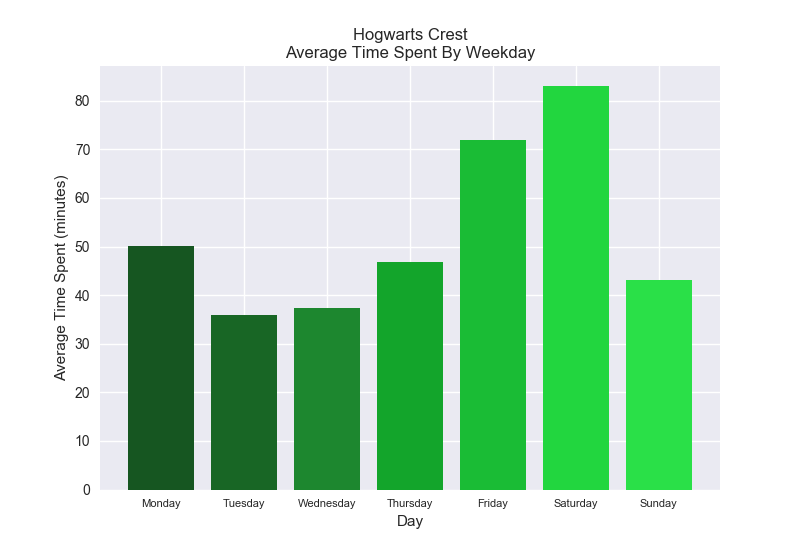 Hogwarts Crest
Average Time Spent By Weekday
Average Time Spent (minutes)
80
70
60
50
40
30
20
10
0
Monday Tuesday Wednesday Thursday Friday Saturday Sunday
Day